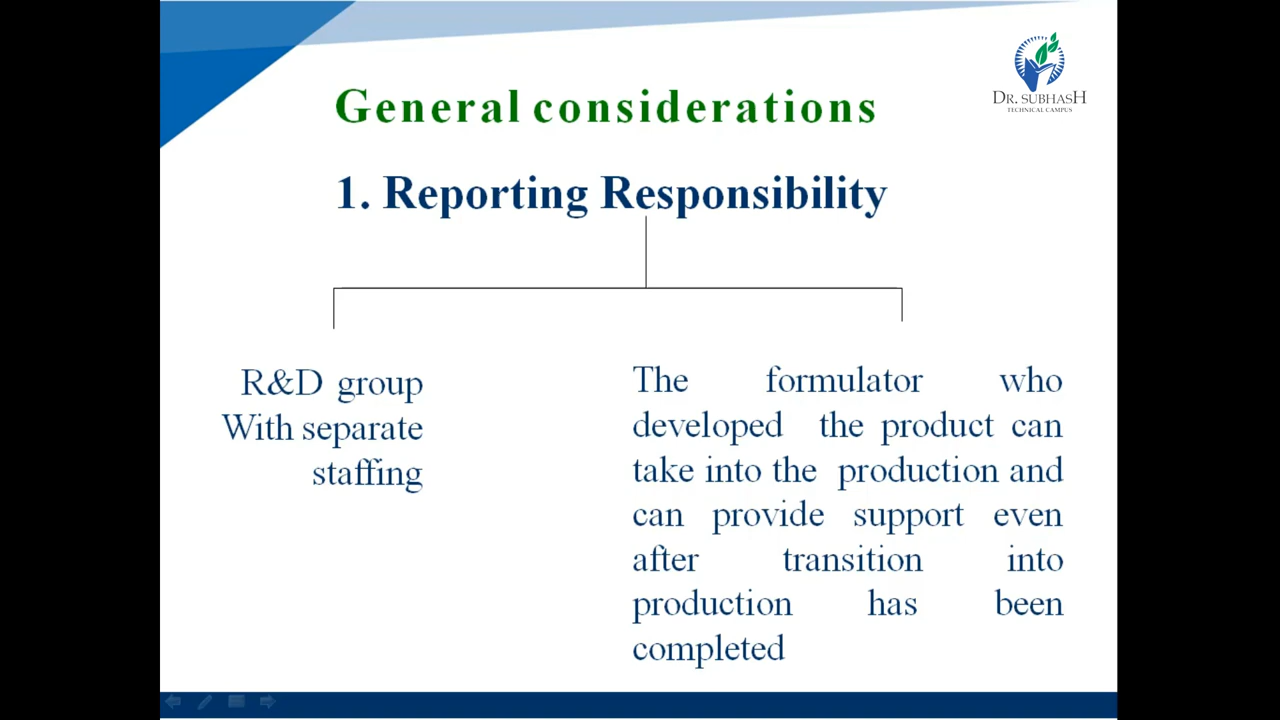 DR. SUBHASH
TECHNICAL CAMPUS
General considerations
1. Reporting Responsibility
R&D group
With separate
staffing
The formulator who
developed the product can
take into the production and
can provide support even
after transition into
production has been
completed